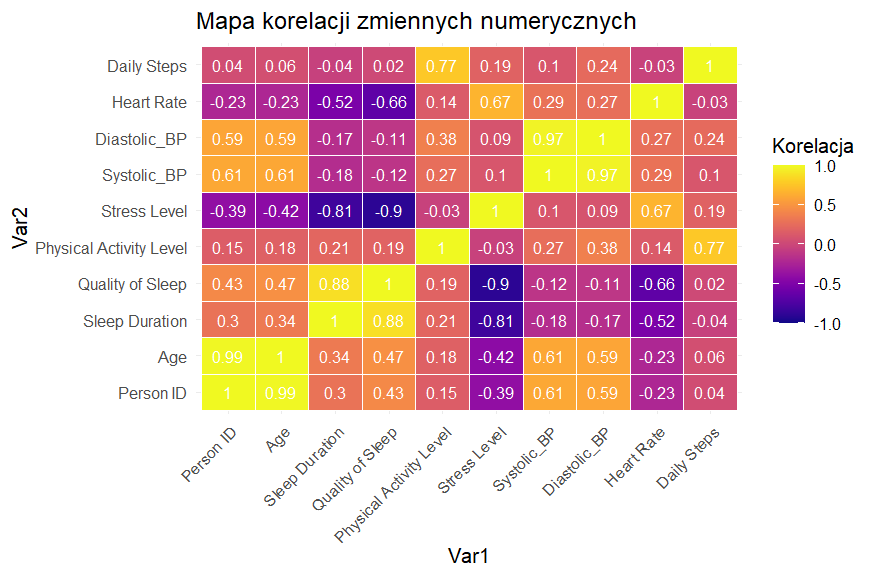 Mapa korelacji zmiennych numerycznych
Daily Steps 0.04 0.06 -0.04 0.02 0.77 0.19 0.1 0.24 -0.03 1
Heart Rate -0.23 -0.23 -0.52 -0.66 0.14 0.67 0.29 0.27 1 -0.03
Diastolic_BP 0.59 0.59 -0.17 -0.11 0.38 0.09 0.97 1 0.27 0.24
Systolic_BP 0.61 0.61 -0.18 -0.12 0.27 0.1 1 0.97 0.29 0.1
Stress Level -0.39 -0.42 -0.81 -0.9 -0.03 1 0.1 0.09 0.67 0.19
Physical Activity Level 0.15 0.18 0.21 0.19 1 -0.03 0.27 0.38 0.14 0.77
Quality of Sleep 0.43 0.47 0.88 1 0.19 -0.9 -0.12 -0.11 -0.66 0.02
Sleep Duration 0.3 0.34 1 0.88 0.21 -0.81 -0.18 -0.17 -0.52 -0.04
Age 0.99 1 0.34 0.47 0.18 -0.42 0.61 0.59 -0.23 0.06
Person ID 1 0.99 0.3 0.43 0.15 -0.39 0.61 0.59 -0.23 0.04
Var2
Person ID
Age
Sleep Duration
Quality of Sleep
Physical Activity Level
Stress Level
Systolic_BP
Diastolic_BP
Heart Rate
Daily Steps
Var1
Korelacja
1.0
0.5
0.0
-0.5
-1.0